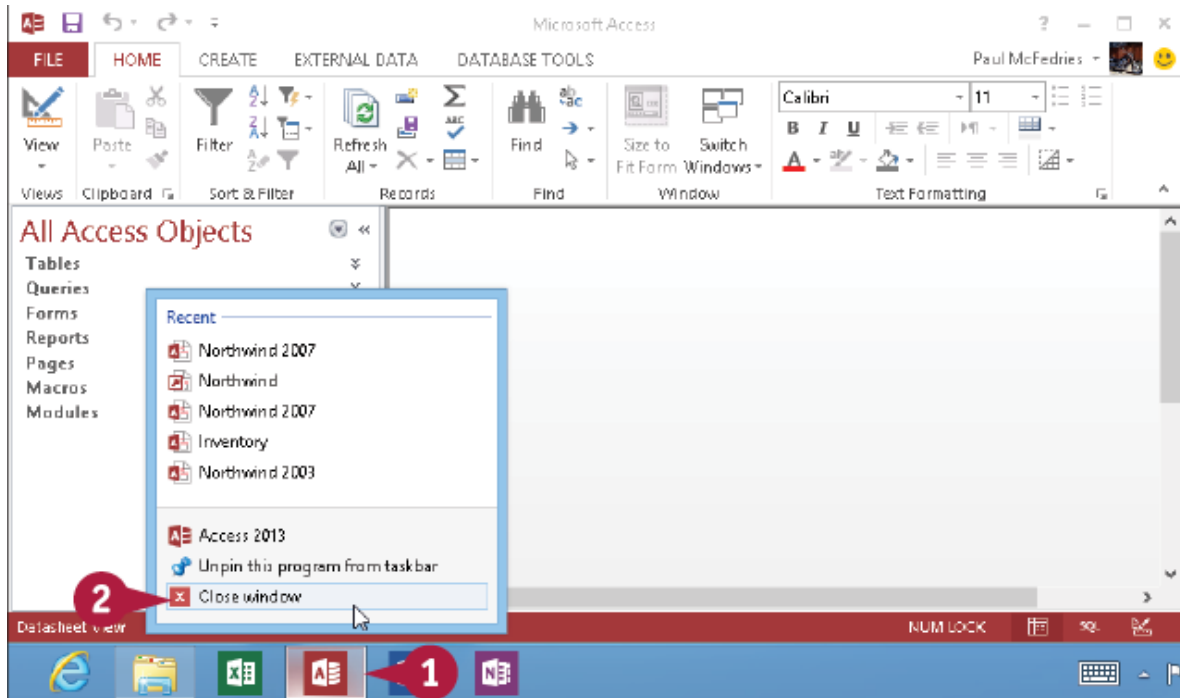 Microsoft Access
?
FILE HOME CREATE EXTERNAL DATA DATABASE TOOLS
Paul McFedries
View
Paste
Filter
Refresh All
Find
Size to Fit Form
Switch Windows
Calibri
11
B I U
Views
Clipboard
Sort & Filter
Records
Find
Window
Text Formatting
All Access Objects
Tables
Queries
Forms
Reports
Pages
Macros
Modules
Recent
Northwind 2007
Northwind
Northwind 2007
Inventory
Northwind 2003
Access 2013
Unpin this program from taskbar
2
Close window
Datasheet View
NUM LOCK
SQL
1